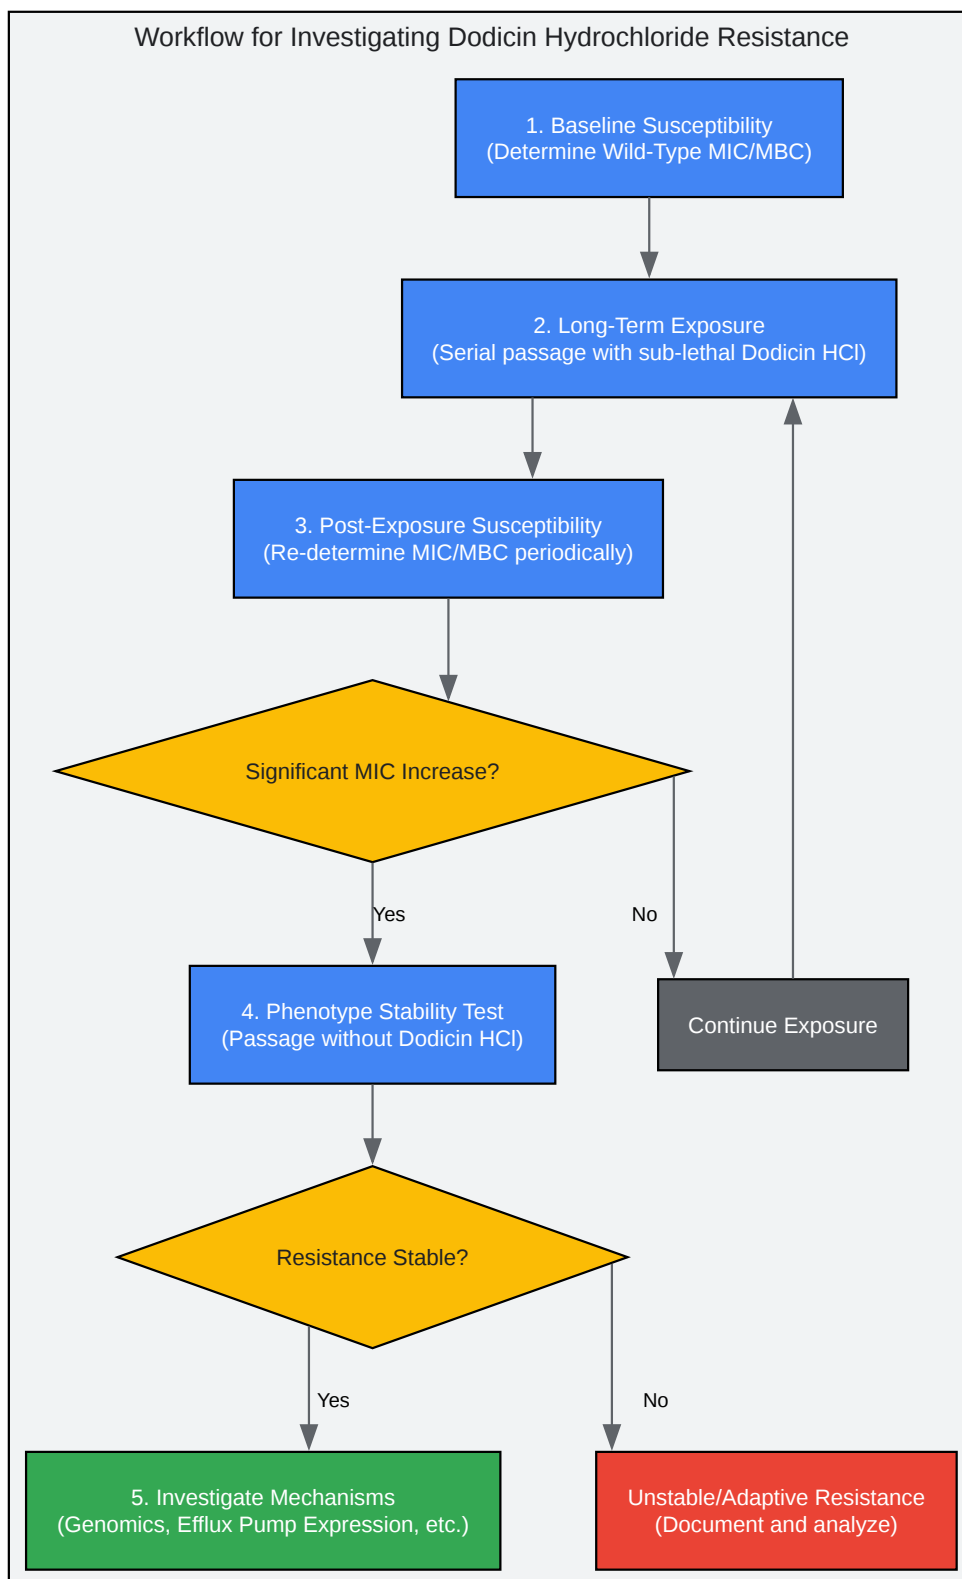 Workflow for Investigating Dodicin Hydrochloride Resistance
1. Baseline Susceptibility
(Determine Wild-Type MIC/MBC)
2. Long-Term Exposure
(Serial passage with sub-lethal Dodicin HCl)
3. Post-Exposure Susceptibility
(Re-determine MIC/MBC periodically)
Significant MIC Increase?
Yes
No
4. Phenotype Stability Test
(Passage without Dodicin HCl)
Continue Exposure
Resistance Stable?
Yes
No
5. Investigate Mechanisms
(Genomics, Efflux Pump Expression, etc.)
Unstable/Adaptive Resistance
(Document and analyze)